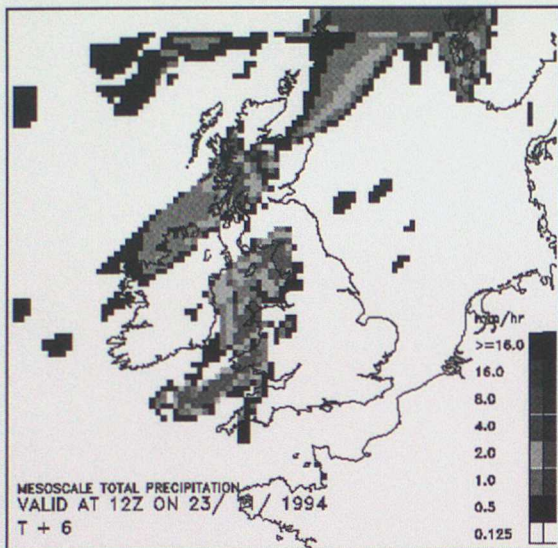 mm/hr
>=16.0
16.0
8.0
4.0
2.0
1.0
0.5
0.125
MESOSCALE TOTAL PRECIPITATION
VALID AT 12Z ON 23/ / 1994
T + 6